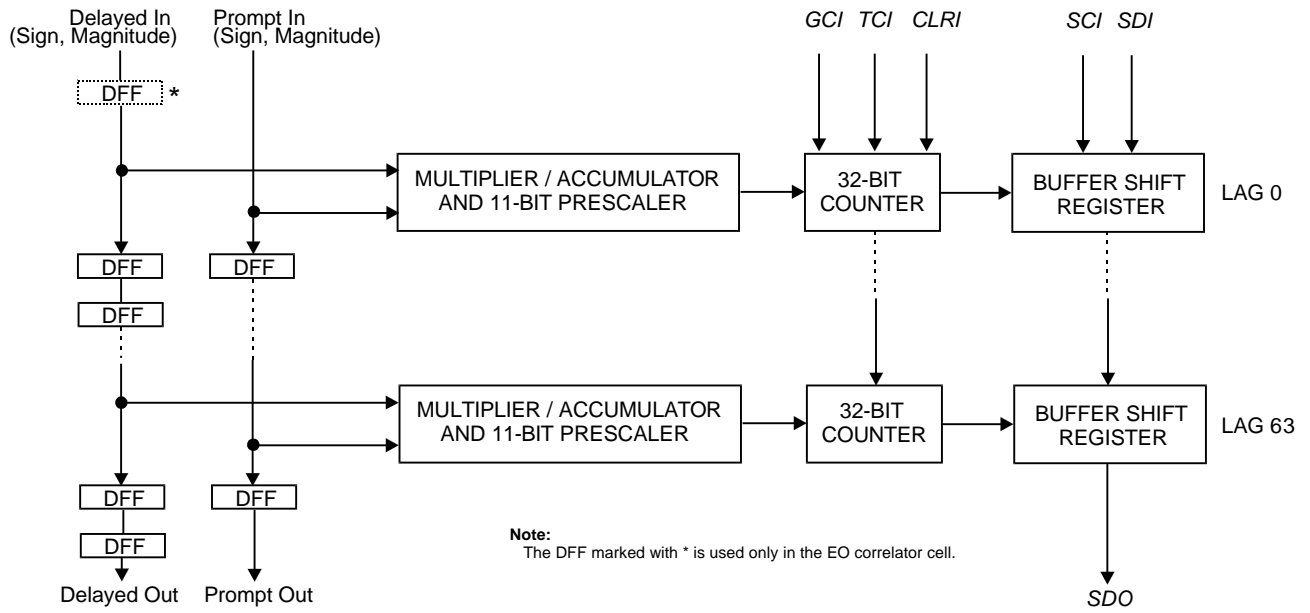 Delayed In
(Sign, Magnitude)
Prompt In
(Sign, Magnitude)
GCI TCI CLRI
SCI SDI
DFF *
MULTIPLIER / ACCUMULATOR
AND 11-BIT PRESCALER
32-BIT
COUNTER
BUFFER SHIFT
REGISTER
LAG 0
DFF
DFF
DFF
MULTIPLIER / ACCUMULATOR
AND 11-BIT PRESCALER
32-BIT
COUNTER
BUFFER SHIFT
REGISTER
LAG 63
DFF
DFF
DFF
Note:
The DFF marked with * is used only in the EO correlator cell.
Delayed Out
Prompt Out
SDO